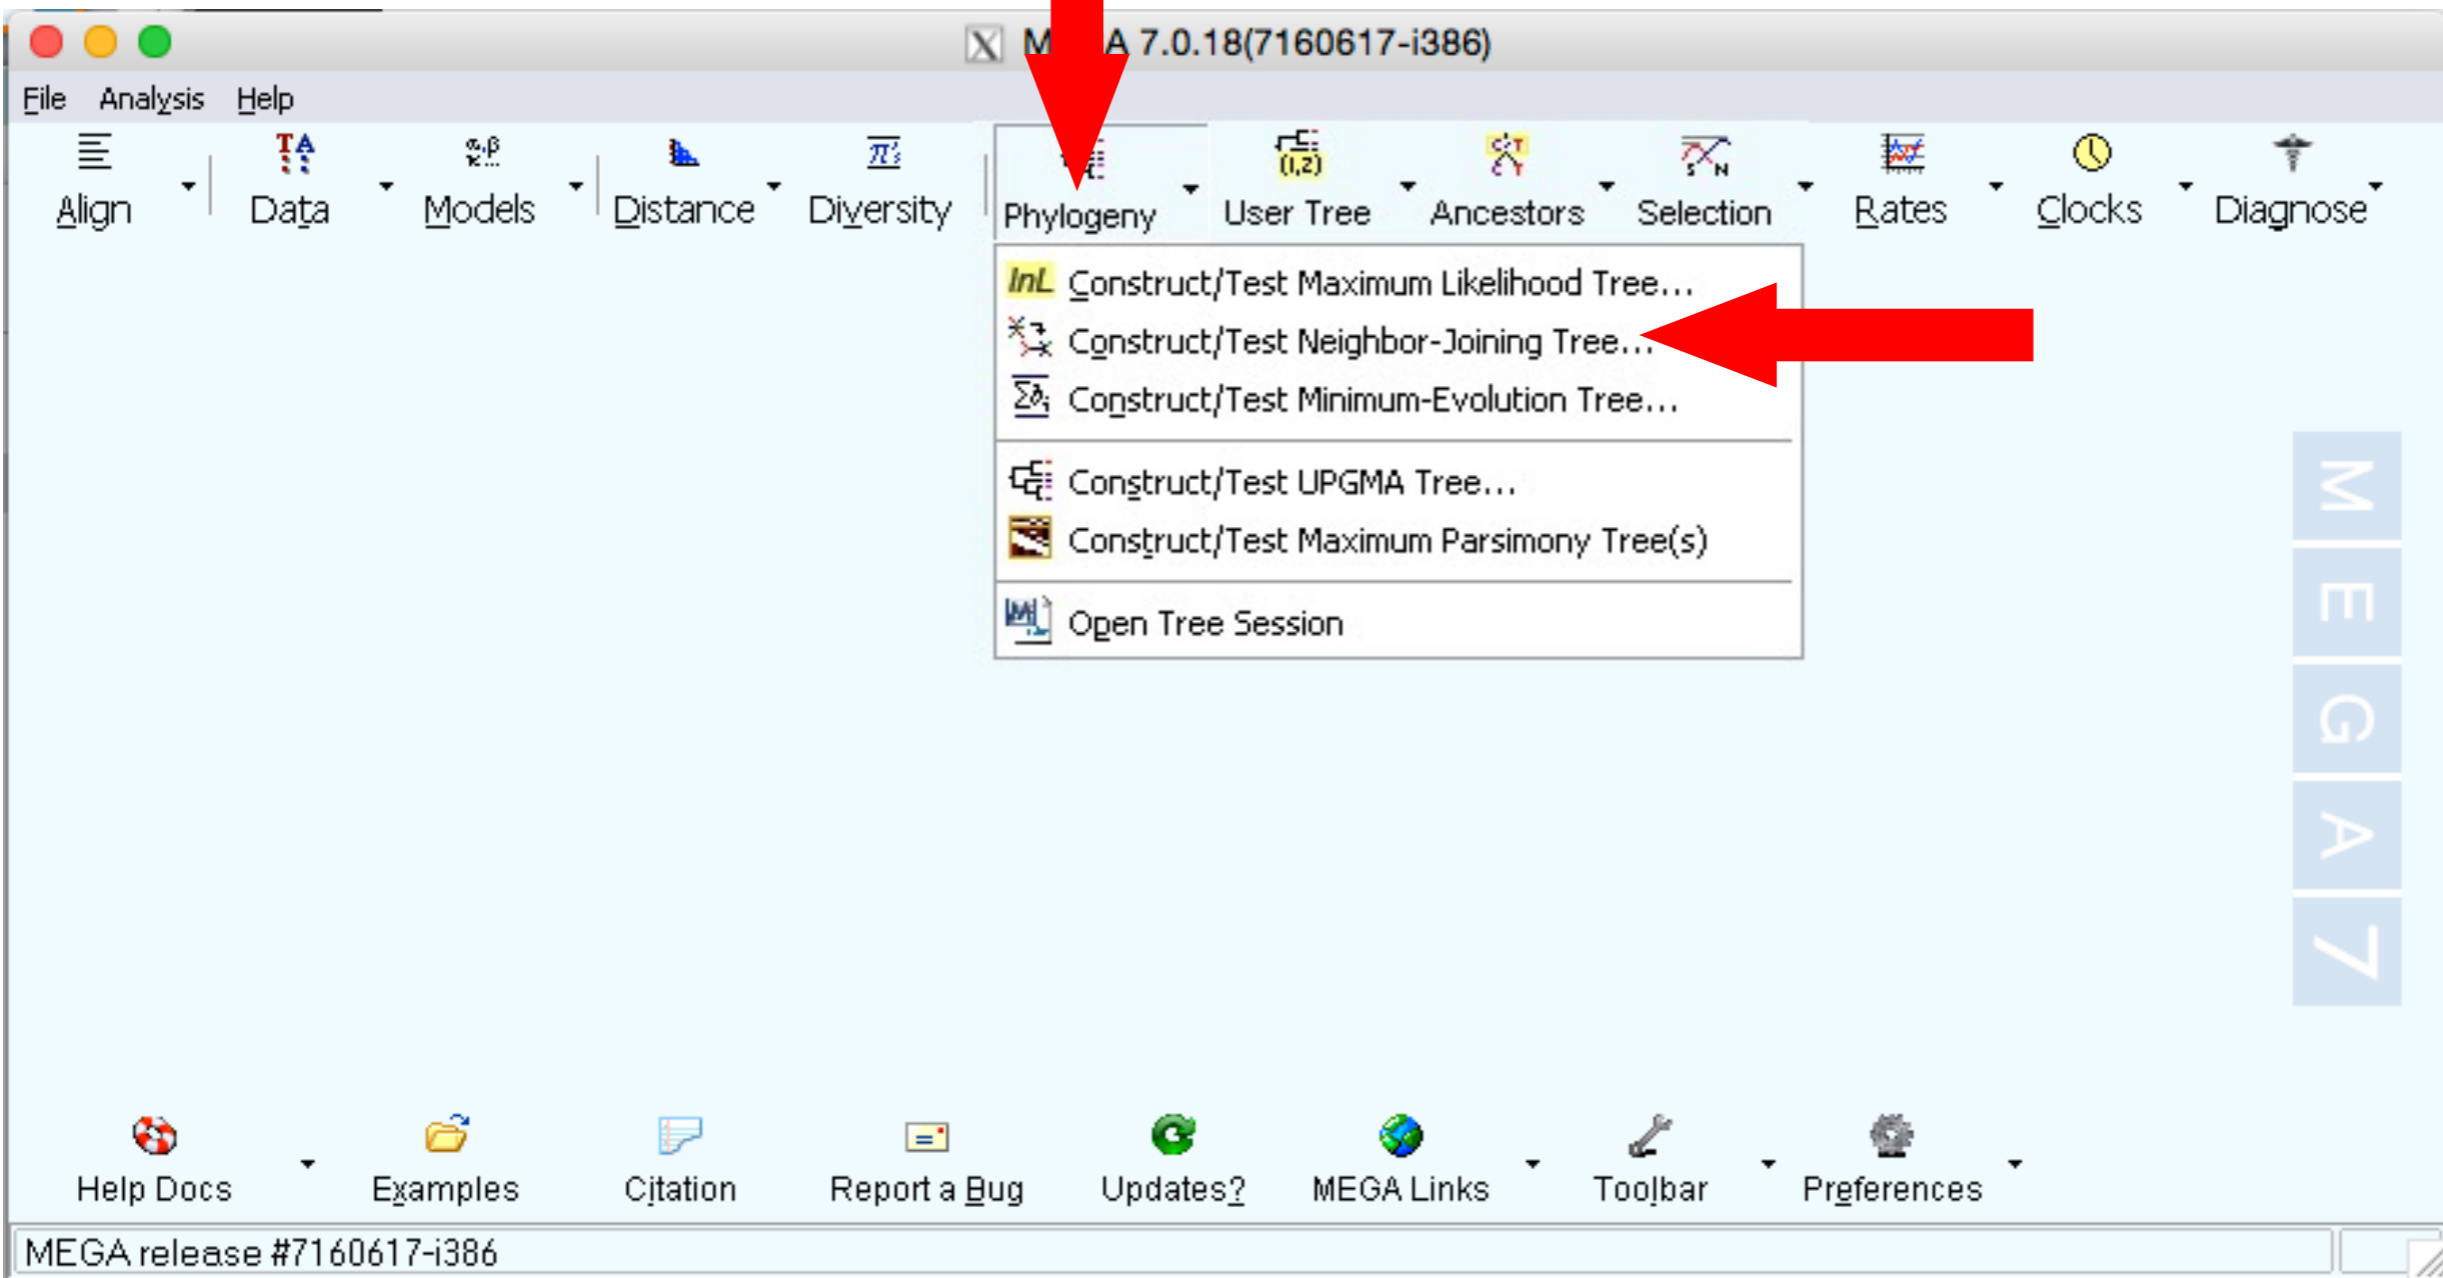 MEGA 7.0.18(7160617-i386)
File Analysis Help
Align Data Models Distance Diversity Phylogeny User Tree Ancestors Selection Rates Clocks Diagnose
Construct/Test Maximum Likelihood Tree...
Construct/Test Neighbor-Joining Tree...
Construct/Test Minimum-Evolution Tree...
Construct/Test UPGMA Tree...
Construct/Test Maximum Parsimony Tree(s)
Open Tree Session
MEGA7
Help Docs Examples Citation Report a Bug Updates? MEGA Links Toolbar Preferences
MEGA release #7160617-i386